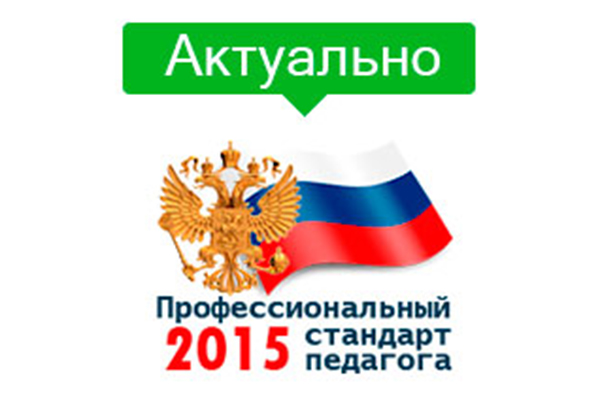 Актуально
Профессиональный
2015 стандарт
педагога